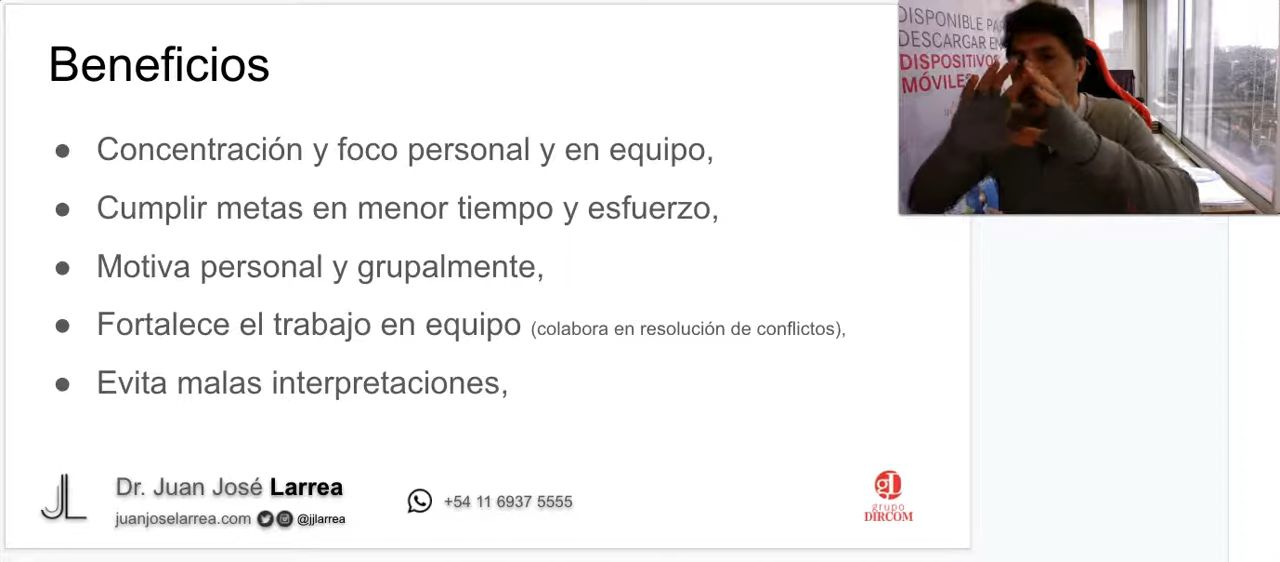 Beneficios
DISPONIBLE PA
DESCARGAR EN
DISPOSITIVOS
MÓVILES
● Concentración y foco personal y en equipo,
● Cumplir metas en menor tiempo y esfuerzo,
● Motiva personal y grupalmente,
● Fortalece el trabajo en equipo (colabora en resolución de conflictos),
● Evita malas interpretaciones,
JL
Dr. Juan José Larrea
juanjoselarrea.com @jjlarrea
+54 11 6937 5555
gL
grupo
DIRCOM